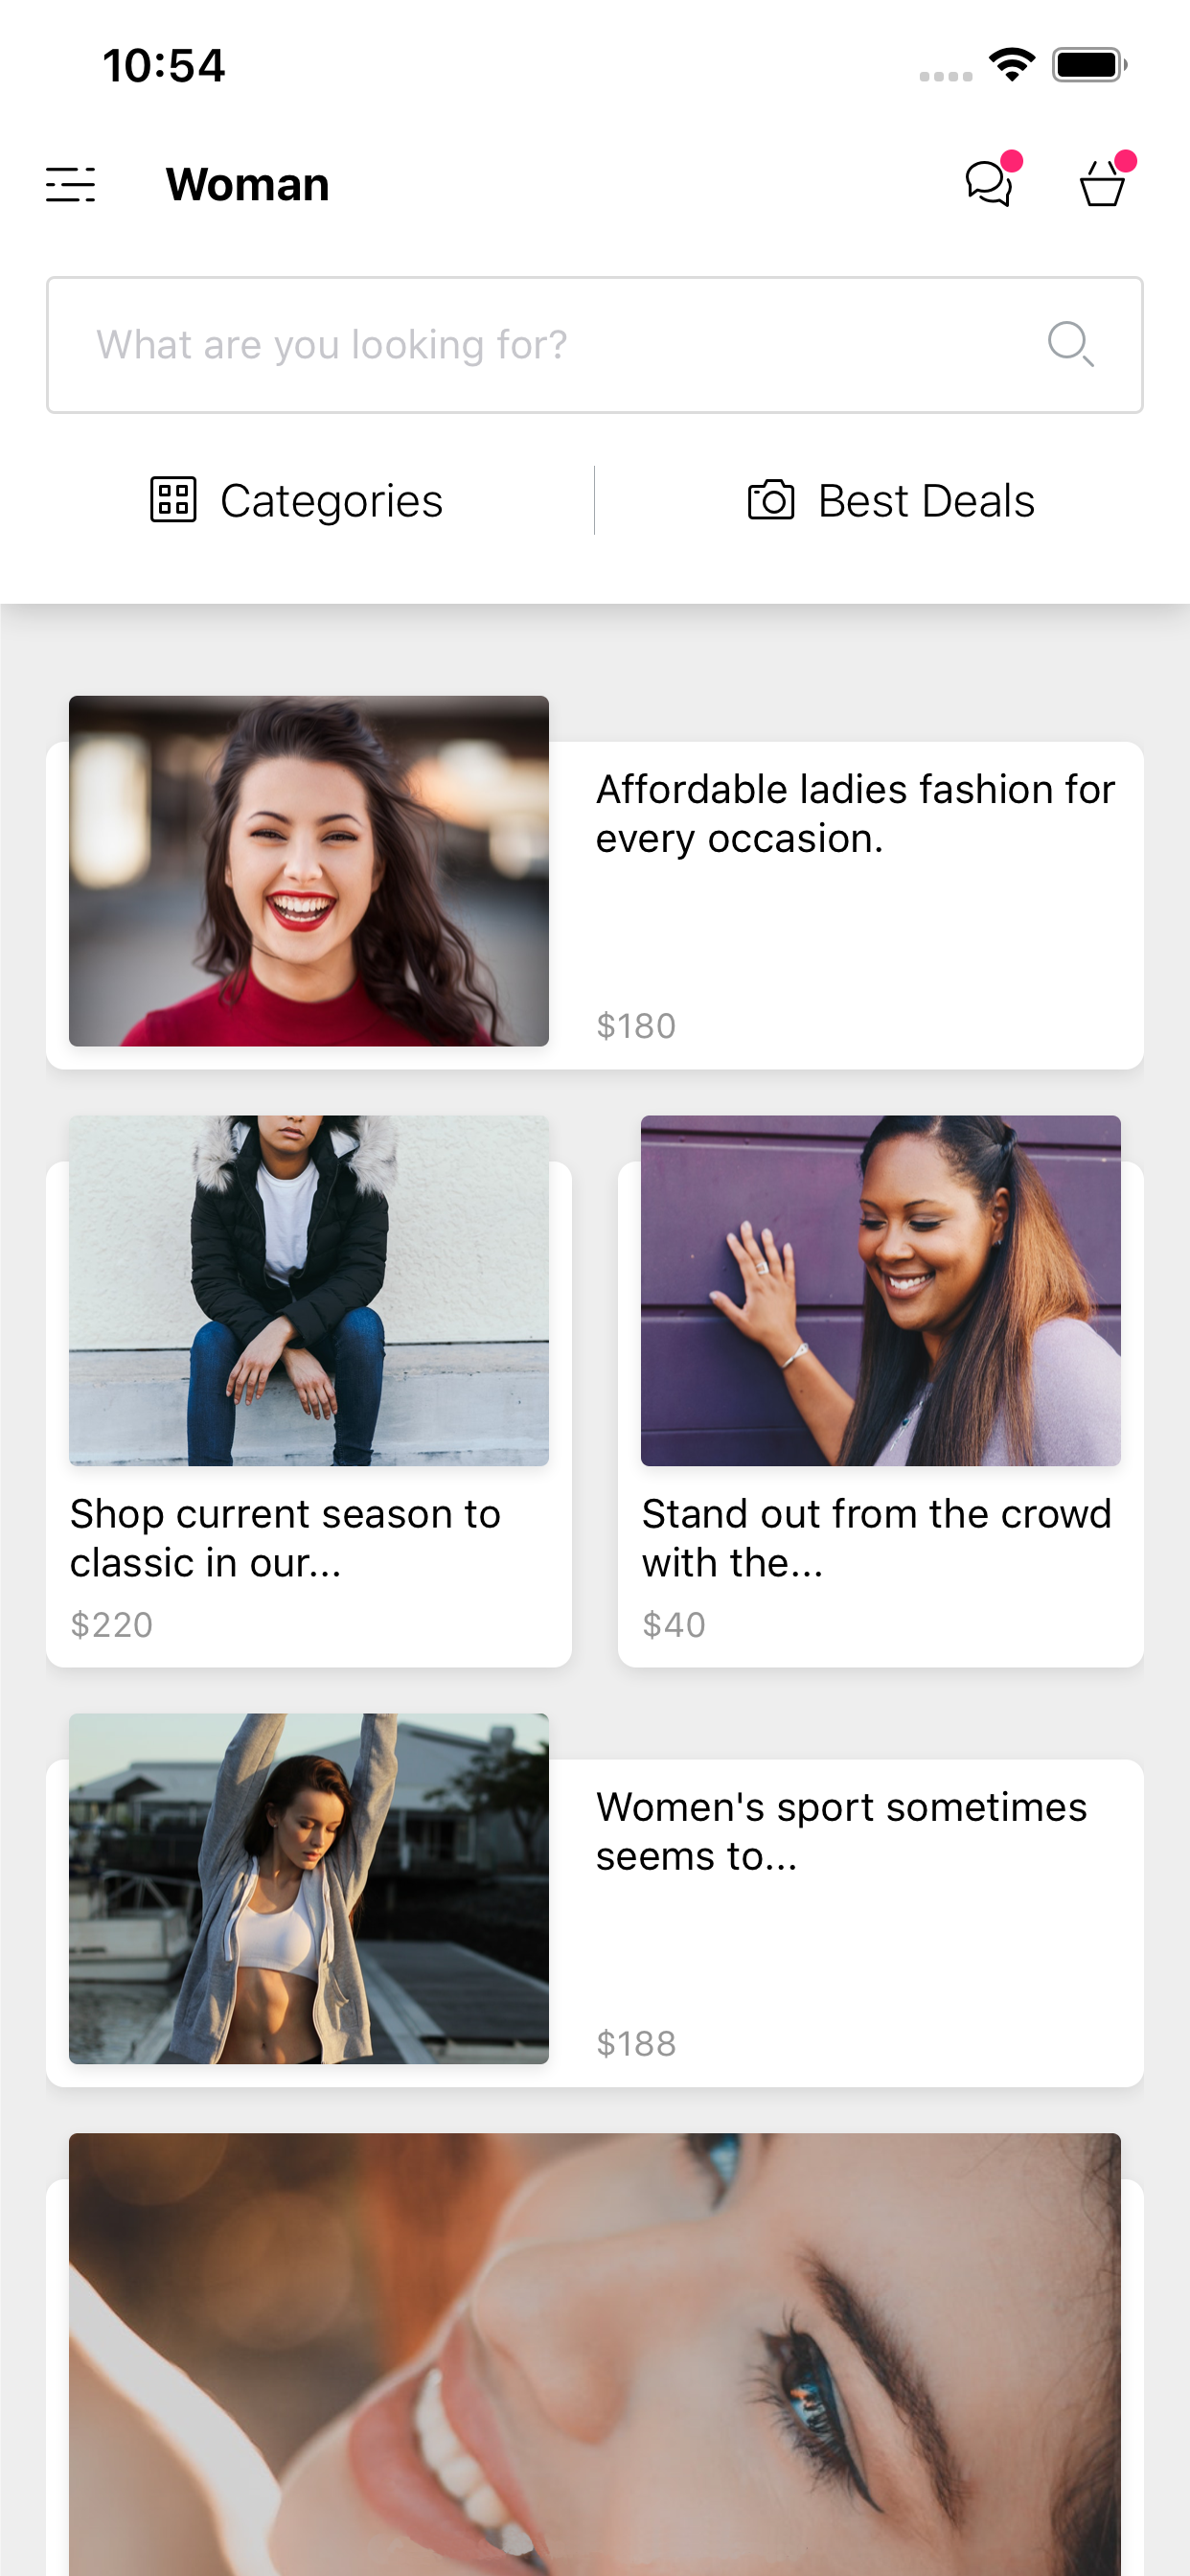 10:54
Woman
What are you looking for?
Categories
Best Deals
Affordable ladies fashion for
every occasion.
$180
Shop current season to
classic in our...
$220
Stand out from the crowd
with the...
$40
Women's sport sometimes
seems to...
$188